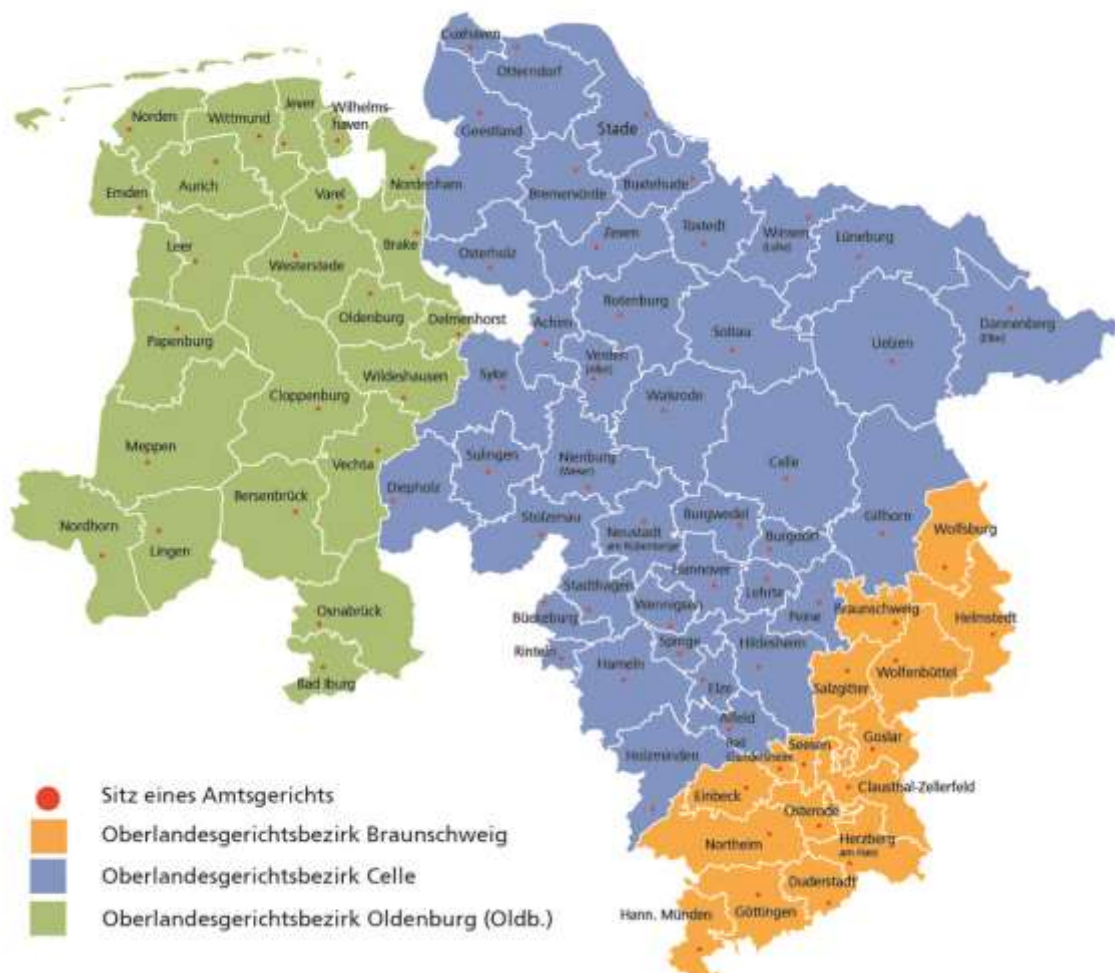 Cuxhaven
Otterndorf
Jever
Wilhelms-
haven
Norden
Wittmund
Geestland
Stade
Aurich
Nordenham
Emden
Varel
Bremervörde
Buxtehude
Zeven
Tostedt
Winsen
(Luhe)
Lüneburg
Brake
Leer
Westerstede
Osterholz
Rotenburg
Oldenburg
Delmenhorst
Achim
Soltau
Dannenberg
(Elbe)
Papenburg
Verden
(Aller)
Uelzen
Wildeshausen
Syke
Cloppenburg
Walsrode
Meppen
Vechta
Sulingen
Nienburg
(Weser)
Celle
Bersenbrück
Diepholz
Gifhorn
Nordhorn
Lingen
Stolzenau
Neustadt
am Rübenberge
Burgwedel
Burgdorf
Wolfsburg
Hannover
Stadthagen
Lehrte
Wennigsen
Osnabrück
Bückeburg
Peine
Braunschweig
Helmstedt
Rinteln
Springe
Hildesheim
Hameln
Bad Iburg
Elze
Salzgitter
Wolfenbüttel
Alfeld
Holzminden
Bad
Gandersheim
Seesen
Goslar
Einbeck
Clausthal-Zellerfeld
Osterode
Northeim
Herzberg
am Harz
Duderstadt
Hann. Münden
Göttingen
Sitz eines Amtsgerichts
Oberlandesgerichtsbezirk Braunschweig
Oberlandesgerichtsbezirk Celle
Oberlandesgerichtsbezirk Oldenburg (Oldb.)